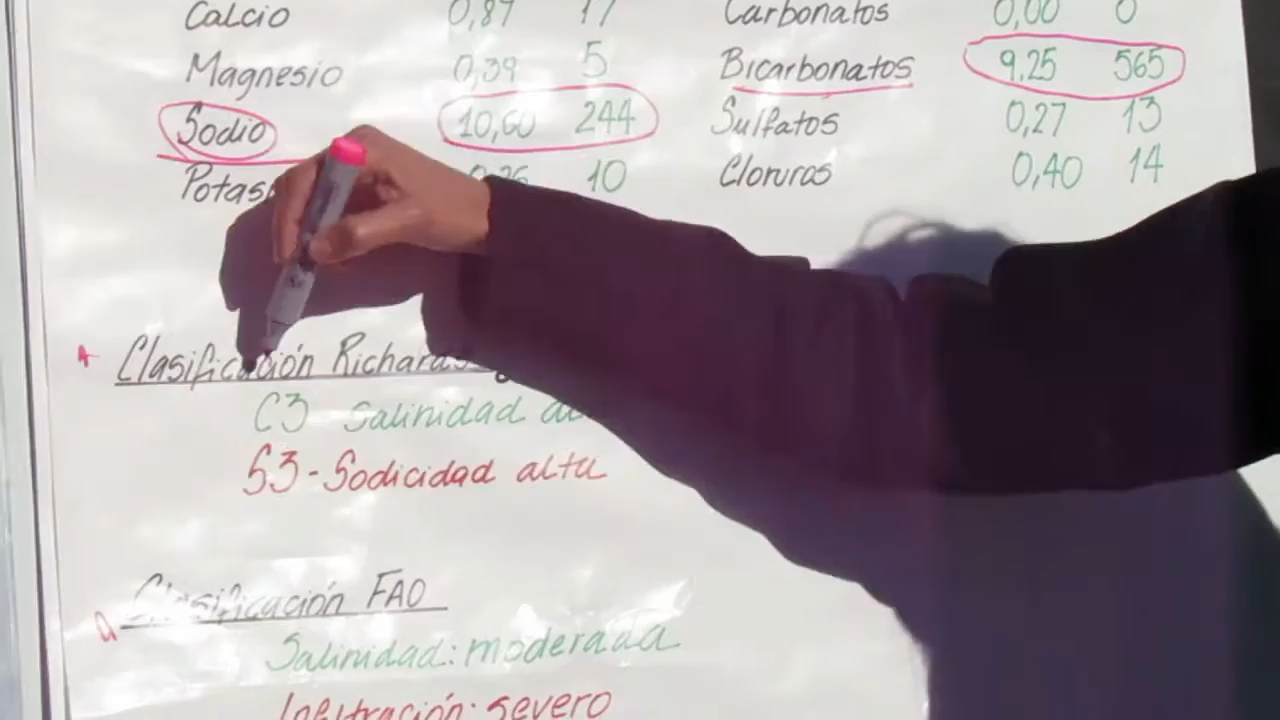 Calcio 0,87 17 Carbonatos 0,00 0
Magnesio 0,39 5 Bicarbonatos 9,25 565
Sodio 10,60 244 Sulfatos 0,27 13
10 Cloruros 0,40 14
Clasificación
C3 Salinidad
S3-Sodicidad alta
Clasificación FAO
Salinidad: moderada
Infiltración: severo